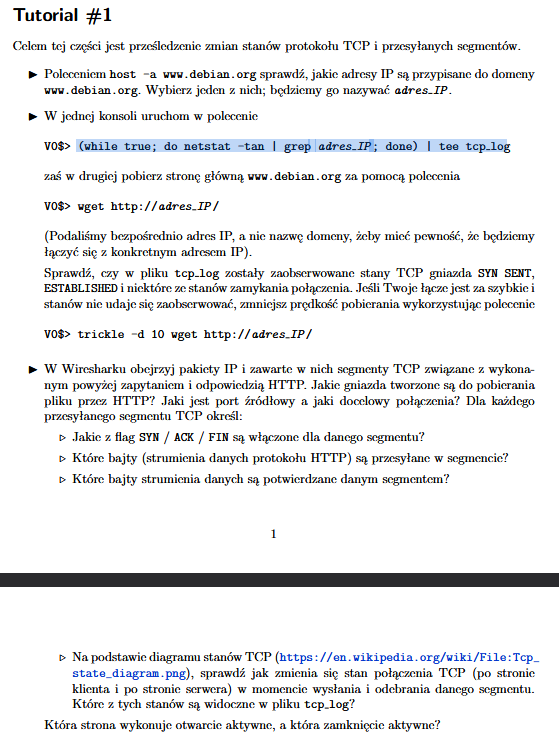 Tutorial #1
Celem tej części jest prześledzenie zmian stanów protokołu TCP i przesyłanych segmentów.
▶ Poleceniem host -a www.debian.org sprawdź, jakie adresy IP są przypisane do domeny
www.debian.org. Wybierz jeden z nich; będziemy go nazywać adres_IP.
▶ W jednej konsoli uruchom w polecenie
V0$> (while true; do netstat -tan | grep adres_IP; done) | tee tcp_log
zaś w drugiej pobierz stronę główną www.debian.org za pomocą polecenia
V0$> wget http://adres_IP/
(Podaliśmy bezpośrednio adres IP, a nie nazwę domeny, żeby mieć pewność, że będziemy
łączyć się z konkretnym adresem IP).
Sprawdź, czy w pliku tcp_log zostały zaobserwowane stany TCP gniazda SYN SENT,
ESTABLISHED i niektóre ze stanów zamykania połączenia. Jeśli Twoje łącze jest za szybkie i
stanów nie udaje się zaobserwować, zmniejsz prędkość pobierania wykorzystując polecenie
V0$> trickle -d 10 wget http://adres_IP/
▶ W Wiresharku obejrzyj pakiety IP i zawarte w nich segmenty TCP związane z wykona-
nym powyżej zapytaniem i odpowiedzią HTTP. Jakie gniazda tworzone są do pobierania
pliku przez HTTP? Jaki jest port źródłowy a jaki docelowy połączenia? Dla każdego
przesyłanego segmentu TCP określ:
▷ Jakie z flag SYN / ACK / FIN są włączone dla danego segmentu?
▷ Które bajty (strumienia danych protokołu HTTP) są przesyłane w segmencie?
▷ Które bajty strumienia danych są potwierdzane danym segmentem?
1
▷ Na podstawie diagramu stanów TCP (https://en.wikipedia.org/wiki/File:Tcp_
state_diagram.png), sprawdź jak zmienia się stan połączenia TCP (po stronie
klienta i po stronie serwera) w momencie wysłania i odebrania danego segmentu.
Które z tych stanów są widoczne w pliku tcp_log?
Która strona wykonuje otwarcie aktywne, a która zamknięcie aktywne?